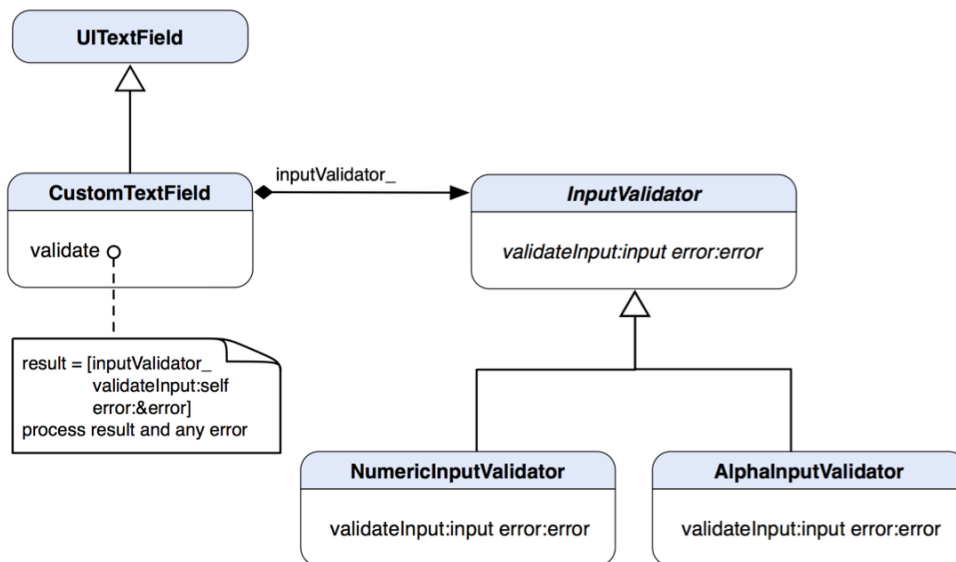 UITextField
inputValidator_
CustomTextField
validate
InputValidator
validateInput:input error:error
result = [inputValidator_
validateInput:self
error:&error]
process result and any error
NumericInputValidator
validateInput:input error:error
AlphaInputValidator
validateInput:input error:error